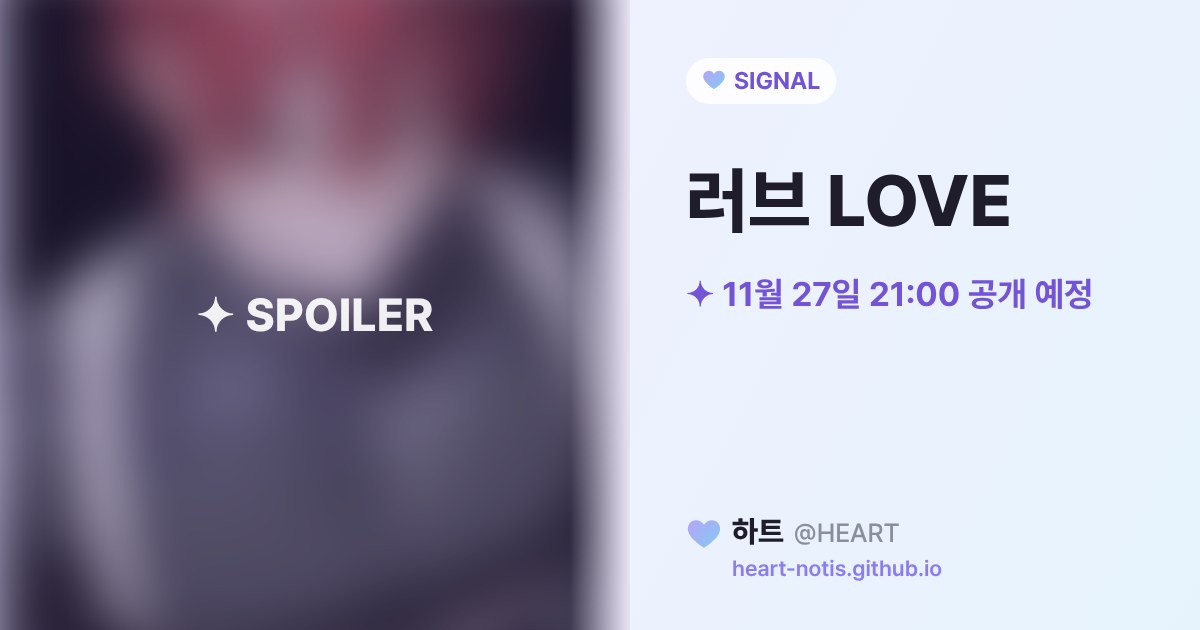 ✦ SPOILER
SIGNAL
러브 LOVE
✦ 11월 27일 21:00 공개 예정
하트 @HEART
heart-notis.github.io